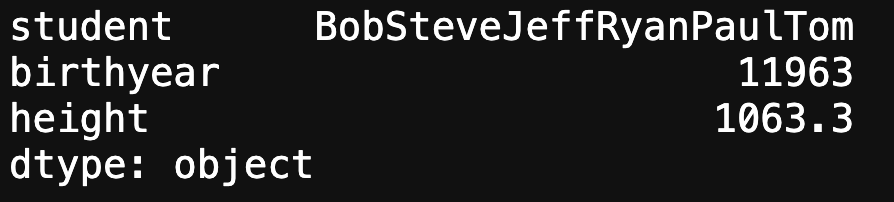 student BobSteveJeffRyanPaulTom
birthyear 11963
height 1063.3
dtype: object